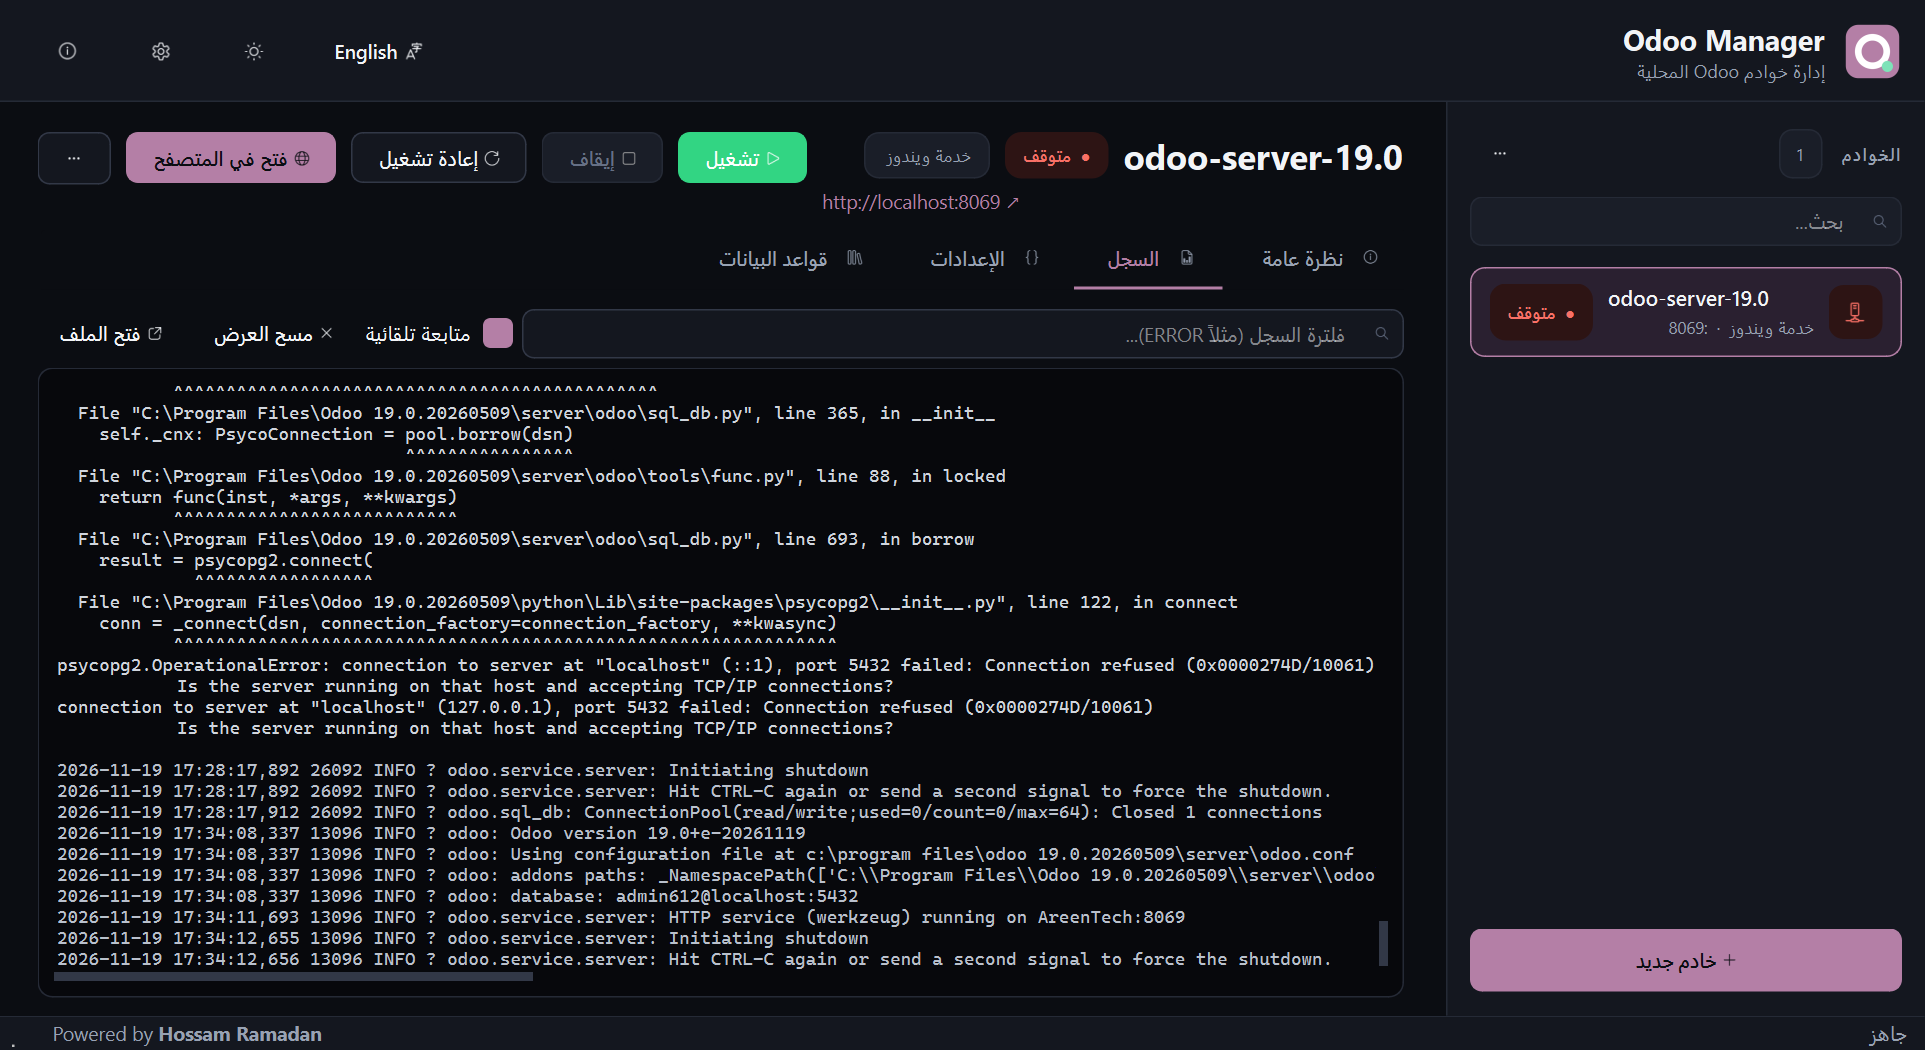 Odoo Manager
إدارة خوادم Odoo المحلية
English
الخوادم
1
...
بحث...
odoo-server-19.0
خدمة ويندوز · :8069
متوقف
+ خادم جديد
odoo-server-19.0
متوقف
خدمة ويندوز
تشغيل
إيقاف
إعادة تشغيل
فتح في المتصفح
...
http://localhost:8069 ↗
نظرة عامة
السجل
{} الإعدادات
قواعد البيانات
فلترة السجل (مثلاً ERROR)...
متابعة تلقائية
مسح العرض
فتح الملف
^^^^^^^^^^^^^^^^^^^^^^^^^^^^^^^^^^^^^^^^^^^^^^
File "C:\Program Files\Odoo 19.0.20260509\server\odoo\sql_db.py", line 365, in __init__
self._cnx: PsycoConnection = pool.borrow(dsn)
^^^^^^^^^^^^^^^^
File "C:\Program Files\Odoo 19.0.20260509\server\odoo\tools\func.py", line 88, in locked
return func(inst, *args, **kwargs)
^^^^^^^^^^^^^^^^^^^^^^^^^^^
File "C:\Program Files\Odoo 19.0.20260509\server\odoo\sql_db.py", line 693, in borrow
result = psycopg2.connect(
^^^^^^^^^^^^^^^^^
File "C:\Program Files\Odoo 19.0.20260509\python\Lib\site-packages\psycopg2\__init__.py", line 122, in connect
conn = _connect(dsn, connection_factory=connection_factory, **kwasync)
^^^^^^^^^^^^^^^^^^^^^^^^^^^^^^^^^^^^^^^^^^^^^^^^^^^^^^^^^^^^^^^
psycopg2.OperationalError: connection to server at "localhost" (::1), port 5432 failed: Connection refused (0x0000274D/10061)
Is the server running on that host and accepting TCP/IP connections?
connection to server at "localhost" (127.0.0.1), port 5432 failed: Connection refused (0x0000274D/10061)
Is the server running on that host and accepting TCP/IP connections?
2026-11-19 17:28:17,892 26092 INFO ? odoo.service.server: Initiating shutdown
2026-11-19 17:28:17,892 26092 INFO ? odoo.service.server: Hit CTRL-C again or send a second signal to force the shutdown.
2026-11-19 17:28:17,912 26092 INFO ? odoo.sql_db: ConnectionPool(read/write;used=0/count=0/max=64): Closed 1 connections
2026-11-19 17:34:08,337 13096 INFO ? odoo: Odoo version 19.0+e-20261119
2026-11-19 17:34:08,337 13096 INFO ? odoo: Using configuration file at c:\program files\odoo 19.0.20260509\server\odoo.conf
2026-11-19 17:34:08,337 13096 INFO ? odoo: addons paths: _NamespacePath(['C:\\Program Files\\Odoo 19.0.20260509\\server\\odoo
2026-11-19 17:34:08,337 13096 INFO ? odoo: database: admin612@localhost:5432
2026-11-19 17:34:11,693 13096 INFO ? odoo.service.server: HTTP service (werkzeug) running on AreenTech:8069
2026-11-19 17:34:12,655 13096 INFO ? odoo.service.server: Initiating shutdown
2026-11-19 17:34:12,656 13096 INFO ? odoo.service.server: Hit CTRL-C again or send a second signal to force the shutdown.
جاهز
Powered by Hossam Ramadan